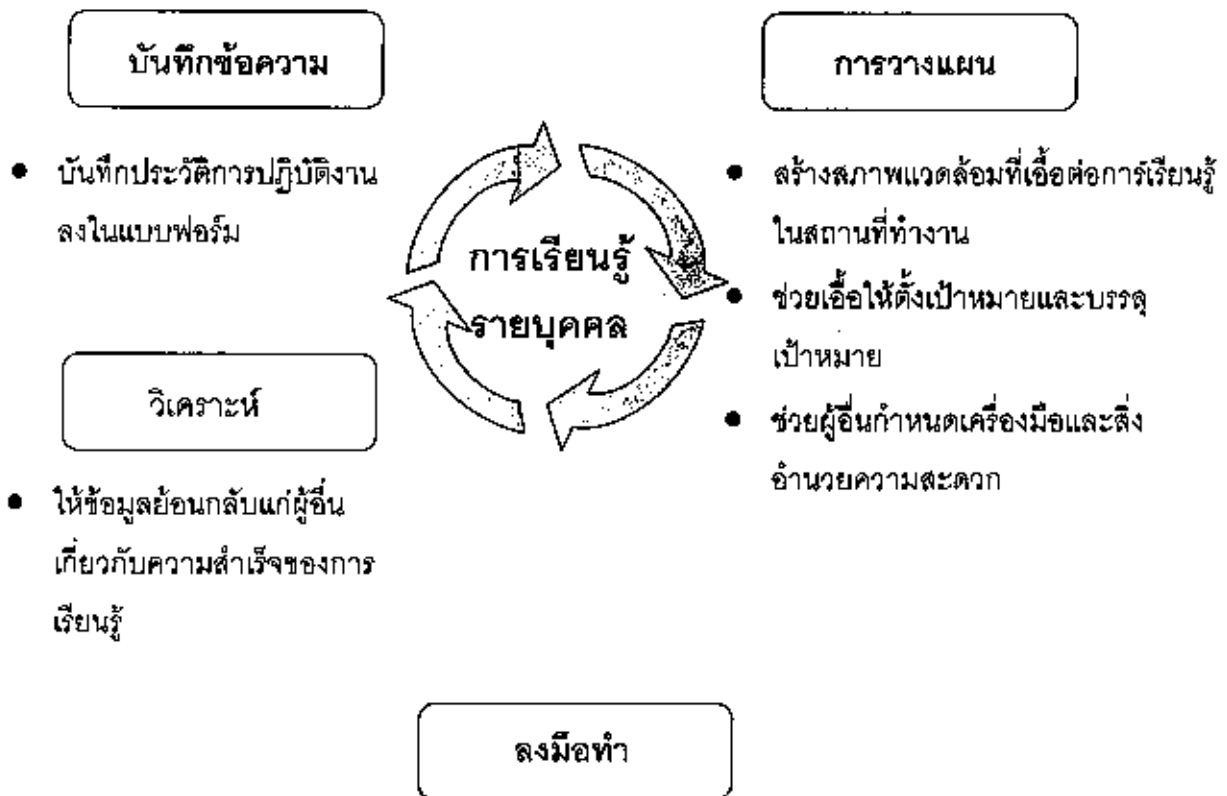 บันทึกข้อความ
การวางแผน
บันทึกประวัติการปฏิบัติงาน
ลงในแบบฟอร์ม
การเรียนรู้
รายบุคคล
สร้างสภาพแวดล้อมที่เอื้อต่อการเรียนรู้
ในสถานที่ทำงาน
ช่วยเอื้อให้ตั้งเป้าหมายและบรรลุ
เป้าหมาย
ช่วยผู้อื่นกำหนดเครื่องมือและสิ่ง
อำนวยความสะดวก
วิเคราะห์
ให้ข้อมูลย้อนกลับแก่ผู้อื่น
เกี่ยวกับความสำเร็จของการ
เรียนรู้
ลงมือทำ